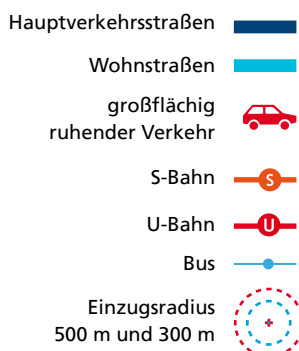 Hauptverkehrsstraßen
Wohnstraßen
großflächig
ruhender Verkehr
S-Bahn S
U-Bahn U
Bus
Einzugsradius
500 m und 300 m